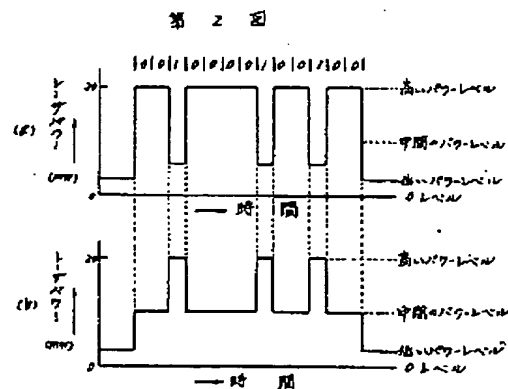 第 2 図
|0|0|1|0|0|0|0|1|0|0|1|0|0|
(a)
レーザパワー
(mW)
20
0
高いパワーレベル
中間のパワーレベル
低いパワーレベル
0 レベル
時 間
(b)
レーザパワー
(mW)
20
0
高いパワーレベル
中間のパワーレベル
低いパワーレベル
0 レベル
時 間